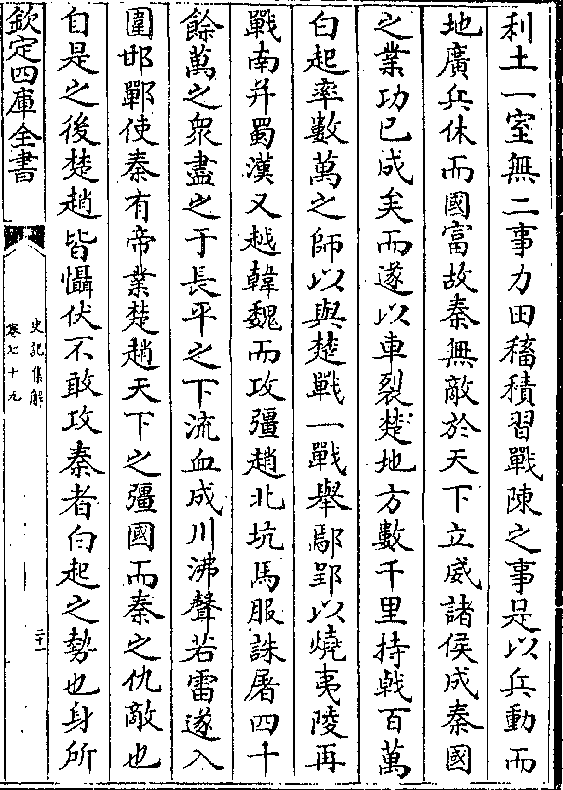 利土一室無二事力田稸積習戰陳之事是以兵動而
地廣兵休而國富故秦無敵於天下立威諸侯成秦國
之業功已成矣而遂以車裂楚地方數千里持戟百萬
白起率數萬之師以與楚戰一戰舉鄢郢以燒夷陵再
戰南并蜀漢又越韓魏而攻彊趙北坑馬服誅屠四十
餘萬之衆盡之于長平之下流血成川沸聲若雷遂入
圍邯鄲使秦有帝業楚趙天下之彊國而秦之仇敵也
自是之後楚趙皆懾伏不敢攻秦者白起之勢也身所
欽定四庫全書
史記集解
卷七十九
二十一